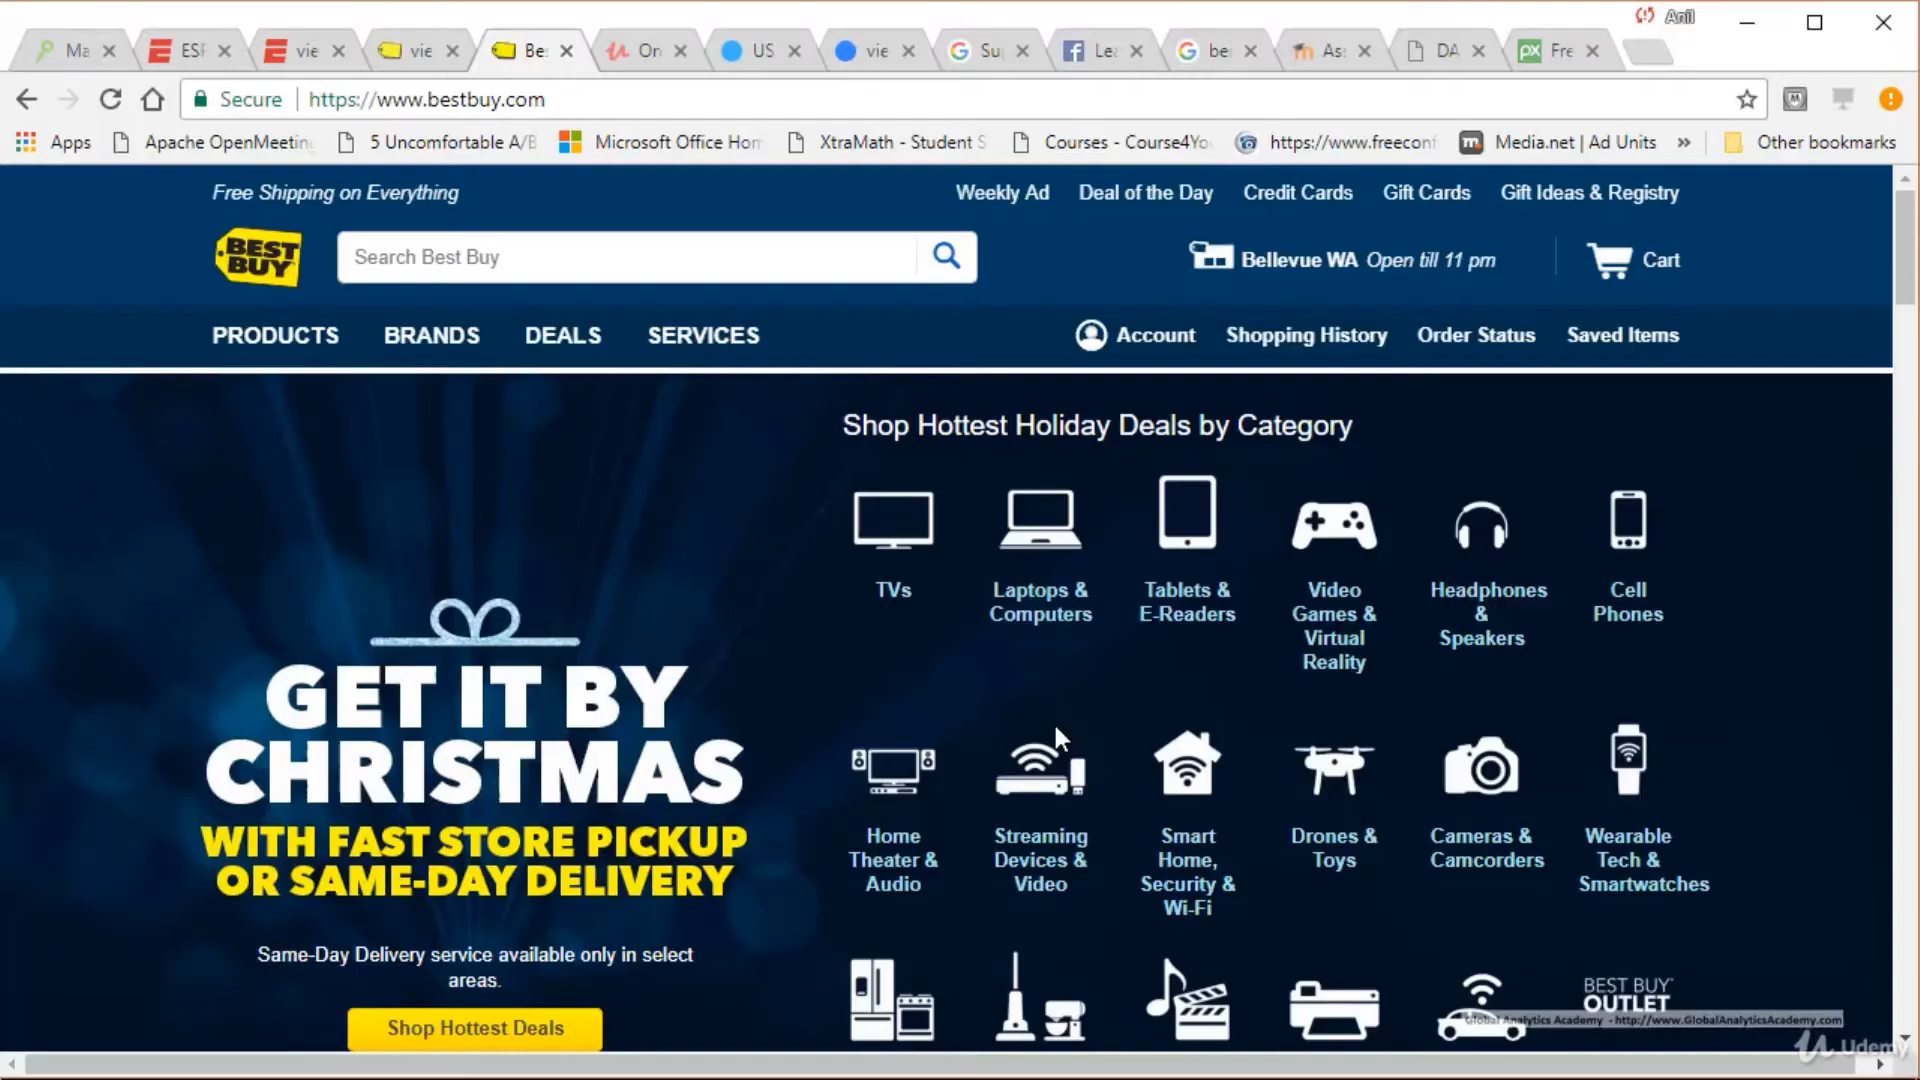 Anil
Ma
ESF
vie
vie
Be:
On
US
vie
Su
Lea
be
As:
DA
Fre
Secure
https://www.bestbuy.com
Apps
Apache OpenMeetin
5 Uncomfortable A/B
Microsoft Office Hom
XtraMath - Student S
Courses - Course4Yo
https://www.freeconf
Media.net | Ad Units
»
Other bookmarks
Free Shipping on Everything
Weekly Ad
Deal of the Day
Credit Cards
Gift Cards
Gift Ideas & Registry
BEST
BUY
Search Best Buy
Bellevue WA Open till 11 pm
Cart
PRODUCTS
BRANDS
DEALS
SERVICES
Account
Shopping History
Order Status
Saved Items
Shop Hottest Holiday Deals by Category
TVs
Laptops &
Computers
Tablets &
E-Readers
Video
Games &
Virtual
Reality
Headphones
&
Speakers
Cell
Phones
GET IT BY
CHRISTMAS
WITH FAST STORE PICKUP
OR SAME-DAY DELIVERY
Same-Day Delivery service available only in select
areas.
Shop Hottest Deals
Home
Theater &
Audio
Streaming
Devices &
Video
Smart
Home,
Security &
Wi-Fi
Drones &
Toys
Cameras &
Camcorders
Wearable
Tech &
Smartwatches
BEST BUY
OUTLET
Global Analytics Academy - http://www.GlobalAnalyticsAcademy.com
Udemy